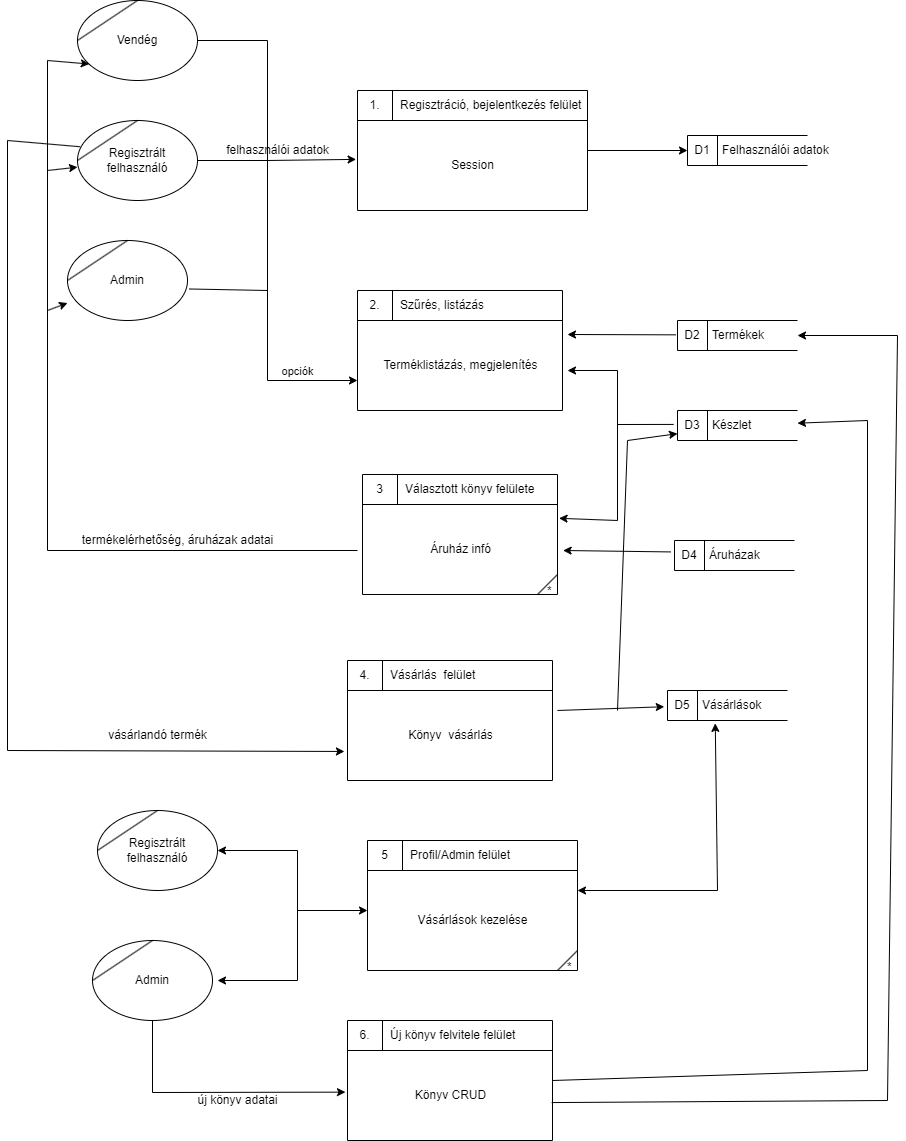 Vendég
1. Regisztráció, bejelentkezés felület
Regisztrált
felhasználó
felhasználói adatok
Session
D1 Felhasználói adatok
Admin
2. Szűrés, listázás
Terméklistázás, megjelenítés
D2 Termékek
opciók
D3 Készlet
3 Választott könyv felülete
termékelérhetőség, áruházak adatai
Áruház infó
*
D4 Áruházak
4. Vásárlás felület
D5 Vásárlások
vásárlandó termék
Könyv vásárlás
Regisztrált
felhasználó
5 Profil/Admin felület
Vásárlások kezelése
*
Admin
6. Új könyv felvitele felület
új könyv adatai
Könyv CRUD